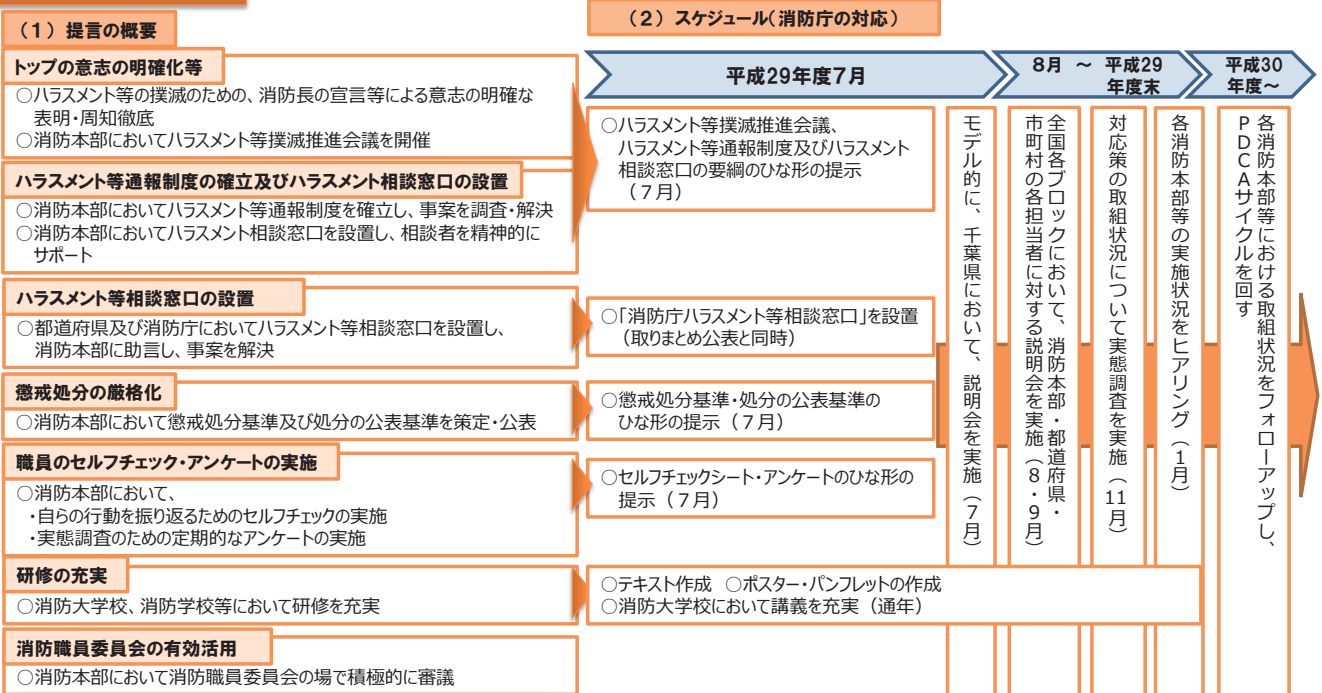 (1)提言の概要
トップの意志の明確化等
○ハラスメント等の撲滅のための、消防長の宣言等による意志の明確な
表明・周知徹底
○消防本部においてハラスメント等撲滅推進会議を開催
ハラスメント等通報制度の確立及びハラスメント相談窓口の設置
○消防本部においてハラスメント等通報制度を確立し、事案を調査・解決
○消防本部においてハラスメント相談窓口を設置し、相談者を精神的に
サポート
ハラスメント等相談窓口の設置
○都道府県及び消防庁においてハラスメント等相談窓口を設置し、
消防本部に助言し、事案を解決
懲戒処分の厳格化
○消防本部において懲戒処分基準及び処分の公表基準を策定・公表
職員のセルフチェック・アンケートの実施
○消防本部において、
・自らの行動を振り返るためのセルフチェックの実施
・実態調査のための定期的なアンケートの実施
研修の充実
○消防大学校、消防学校等において研修を充実
消防職員委員会の有効活用
○消防本部において消防職員委員会の場で積極的に審議
(2)スケジュール(消防庁の対応)
平成29年度7月
8月 ~ 平成29
年度末
平成30
年度~
○ハラスメント等撲滅推進会議、
ハラスメント等通報制度及びハラスメント
相談窓口の要綱のひな形の提示
(7月)
○「消防庁ハラスメント等相談窓口」を設置
(取りまとめ公表と同時)
○懲戒処分基準・処分の公表基準の
ひな形の提示(7月)
○セルフチェックシート・アンケートのひな形の
提示(7月)
○テキスト作成 ○ポスター・パンフレットの作成
○消防大学校において講義を充実(通年)
モデル的に、千葉県において、説明会を実施(7月)
全国各ブロックにおいて、消防本部・都道府県・
市町村の各担当者に対する説明会を実施(8・9月)
対応策の取組状況について実態調査を実施(11月)
各消防本部等の実施状況をヒアリング(1月)
各消防本部等における取組状況をフォローアップし、
PDCAサイクルを回す